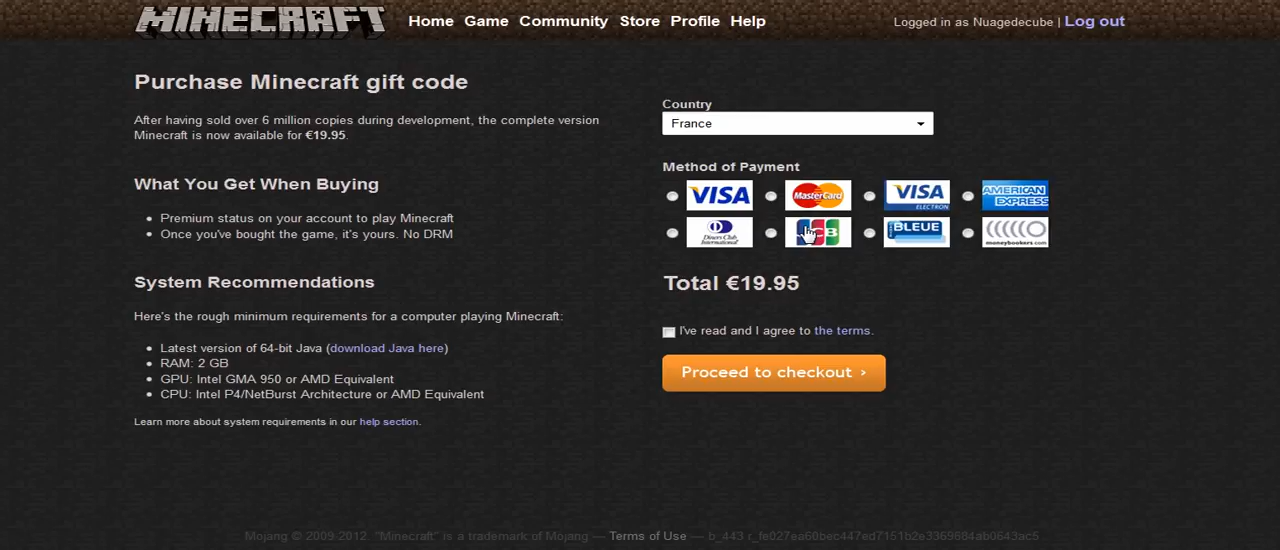 MINECRAFT
Home Game Community Store Profile Help
Logged in as Nuagedecube | Log out
Purchase Minecraft gift code
After having sold over 6 million copies during development, the complete version
Minecraft is now available for €19.95.
What You Get When Buying
• Premium status on your account to play Minecraft
• Once you've bought the game, it's yours. No DRM
System Recommendations
Here's the rough minimum requirements for a computer playing Minecraft:
• Latest version of 64-bit Java (download Java here)
• RAM: 2 GB
• GPU: Intel GMA 950 or AMD Equivalent
• CPU: Intel P4/NetBurst Architecture or AMD Equivalent
Learn more about system requirements in our help section.
Country
France
Method of Payment
VISA MasterCard VISA ELECTRON AMERICAN EXPRESS
Diners Club International JCB BLEUE moneybookers.com
Total €19.95
I've read and I agree to the terms.
Proceed to checkout ›
Mojang © 2009-2012. "Minecraft" is a trademark of Mojang — Terms of Use —